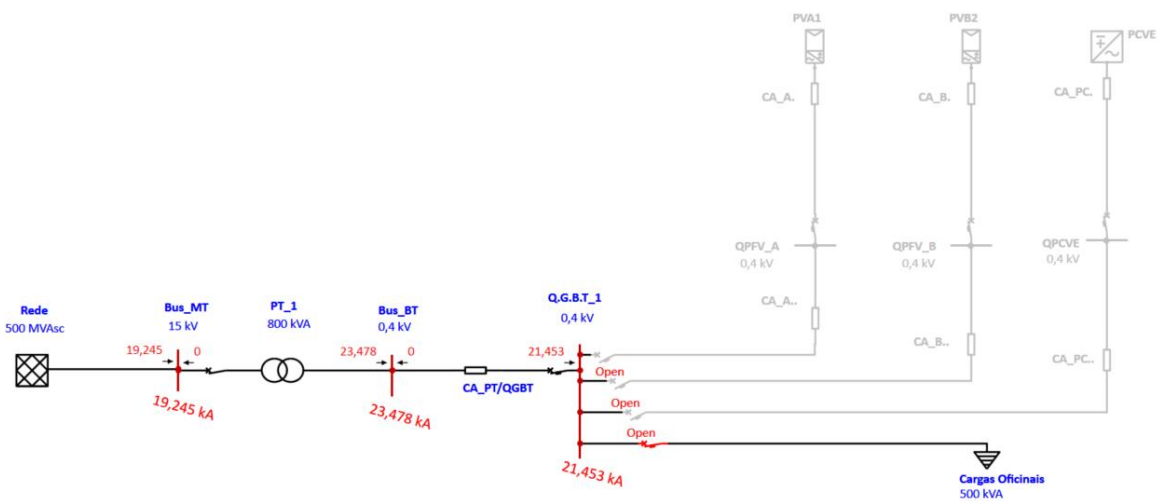 PVA1
PVB2
PCVE
CA_A.
CA_B.
CA_PC.
QPFV_A
0,4 kV
QPFV_B
0,4 kV
QPCVE
0,4 kV
Rede
500 MVAsc
Bus_MT
15 kV
PT_1
800 kVA
Bus_BT
0,4 kV
Q.G.B.T_1
0,4 kV
CA_A..
CA_B..
CA_PC..
19,245
0
19,245 kA
23,478
0
23,478 kA
CA_PT/QGBT
21,453
Open
Open
Open
21,453 kA
Cargas Oficinais
500 kVA